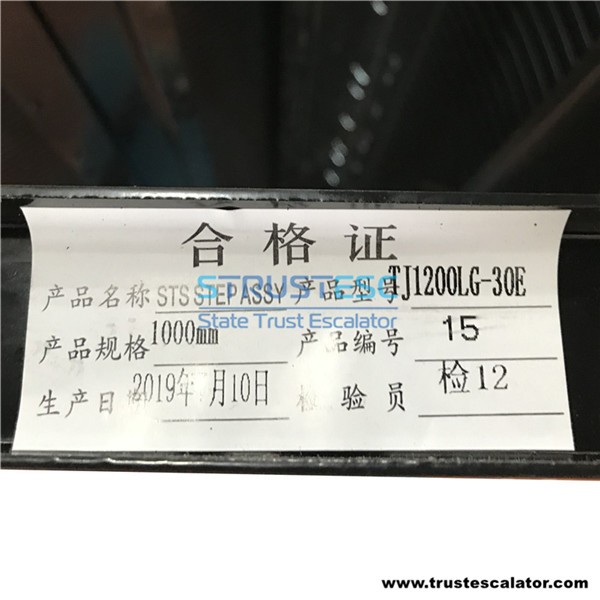 合格证
产品名称 STS STEP ASSY 产品型号 TJ1200LG-30E
STRUSTESC
State Trust Escalator
产品规格 1000mm 产品编号 15
生产日期 2019年 月10日 检验员 检12
www.trustescalator.com